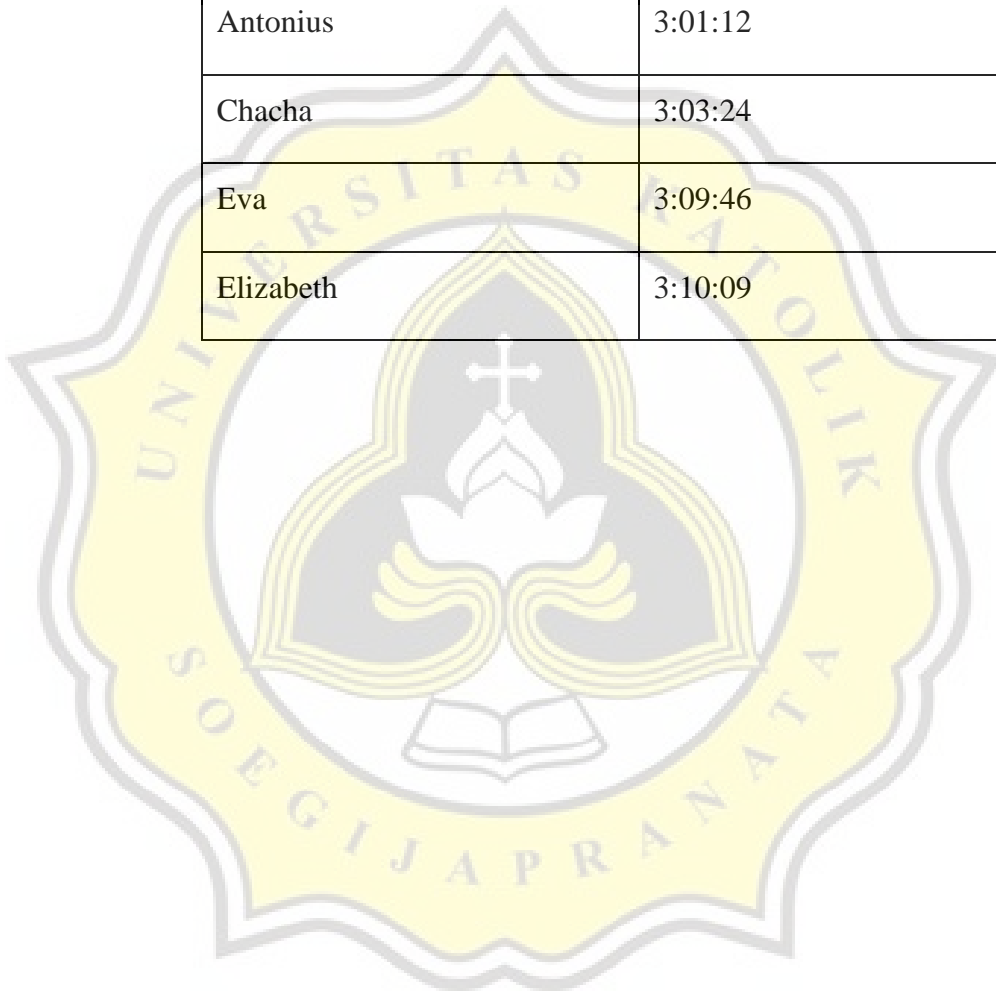 Antonius 3:01:12
Chacha 3:03:24
Eva 3:09:46
Elizabeth 3:10:09
UNIVERSITAS KATOLIK
SOEGIJAPRANATA